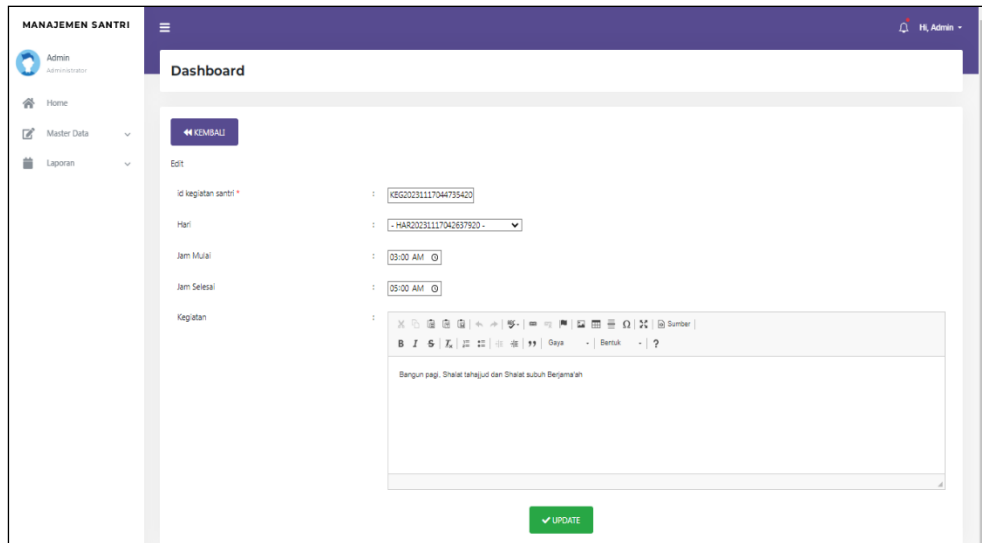 MANAJEMEN SANTRI
Hi, Admin
Admin
Administrator
Dashboard
Home
Master Data
Laporan
KEMBALI
Edit
id kegiatan santri * : KEG20231117044735420
Hari : - HAR20231117042637920 -
Jam Mulai : 03:00 AM
Jam Selesai : 05:00 AM
Kegiatan :
Sumber
B I S Tx Gaya Bentuk ?
Bangun pagi, Shalat tahajjud dan Shalat subuh Berjama'ah
UPDATE